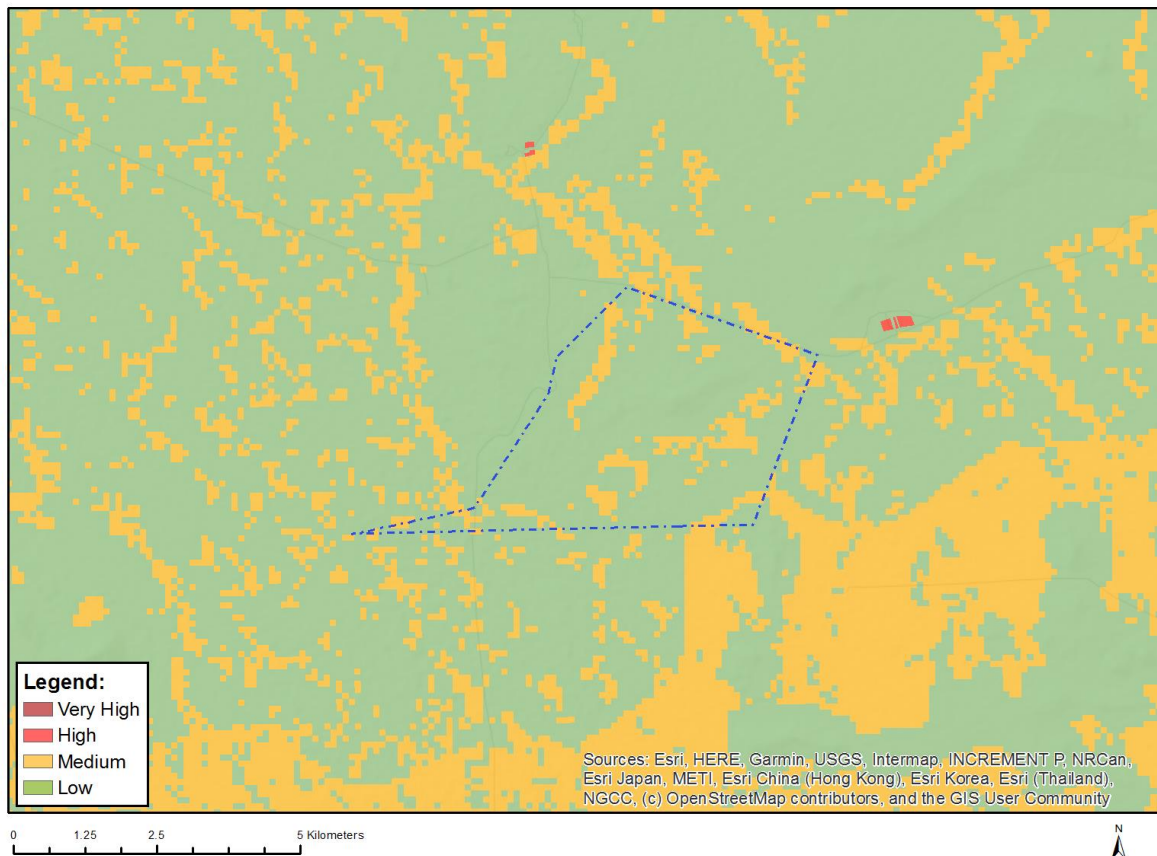 Legend:
Very High
High
Medium
Low
Sources: Esri, HERE, Garmin, USGS, Intermap, INCREMENT P, NRCan,
Esri Japan, METI, Esri China (Hong Kong), Esri Korea, Esri (Thailand),
NGCC, (c) OpenStreetMap contributors, and the GIS User Community
0 1.25 2.5 5 Kilometers
N